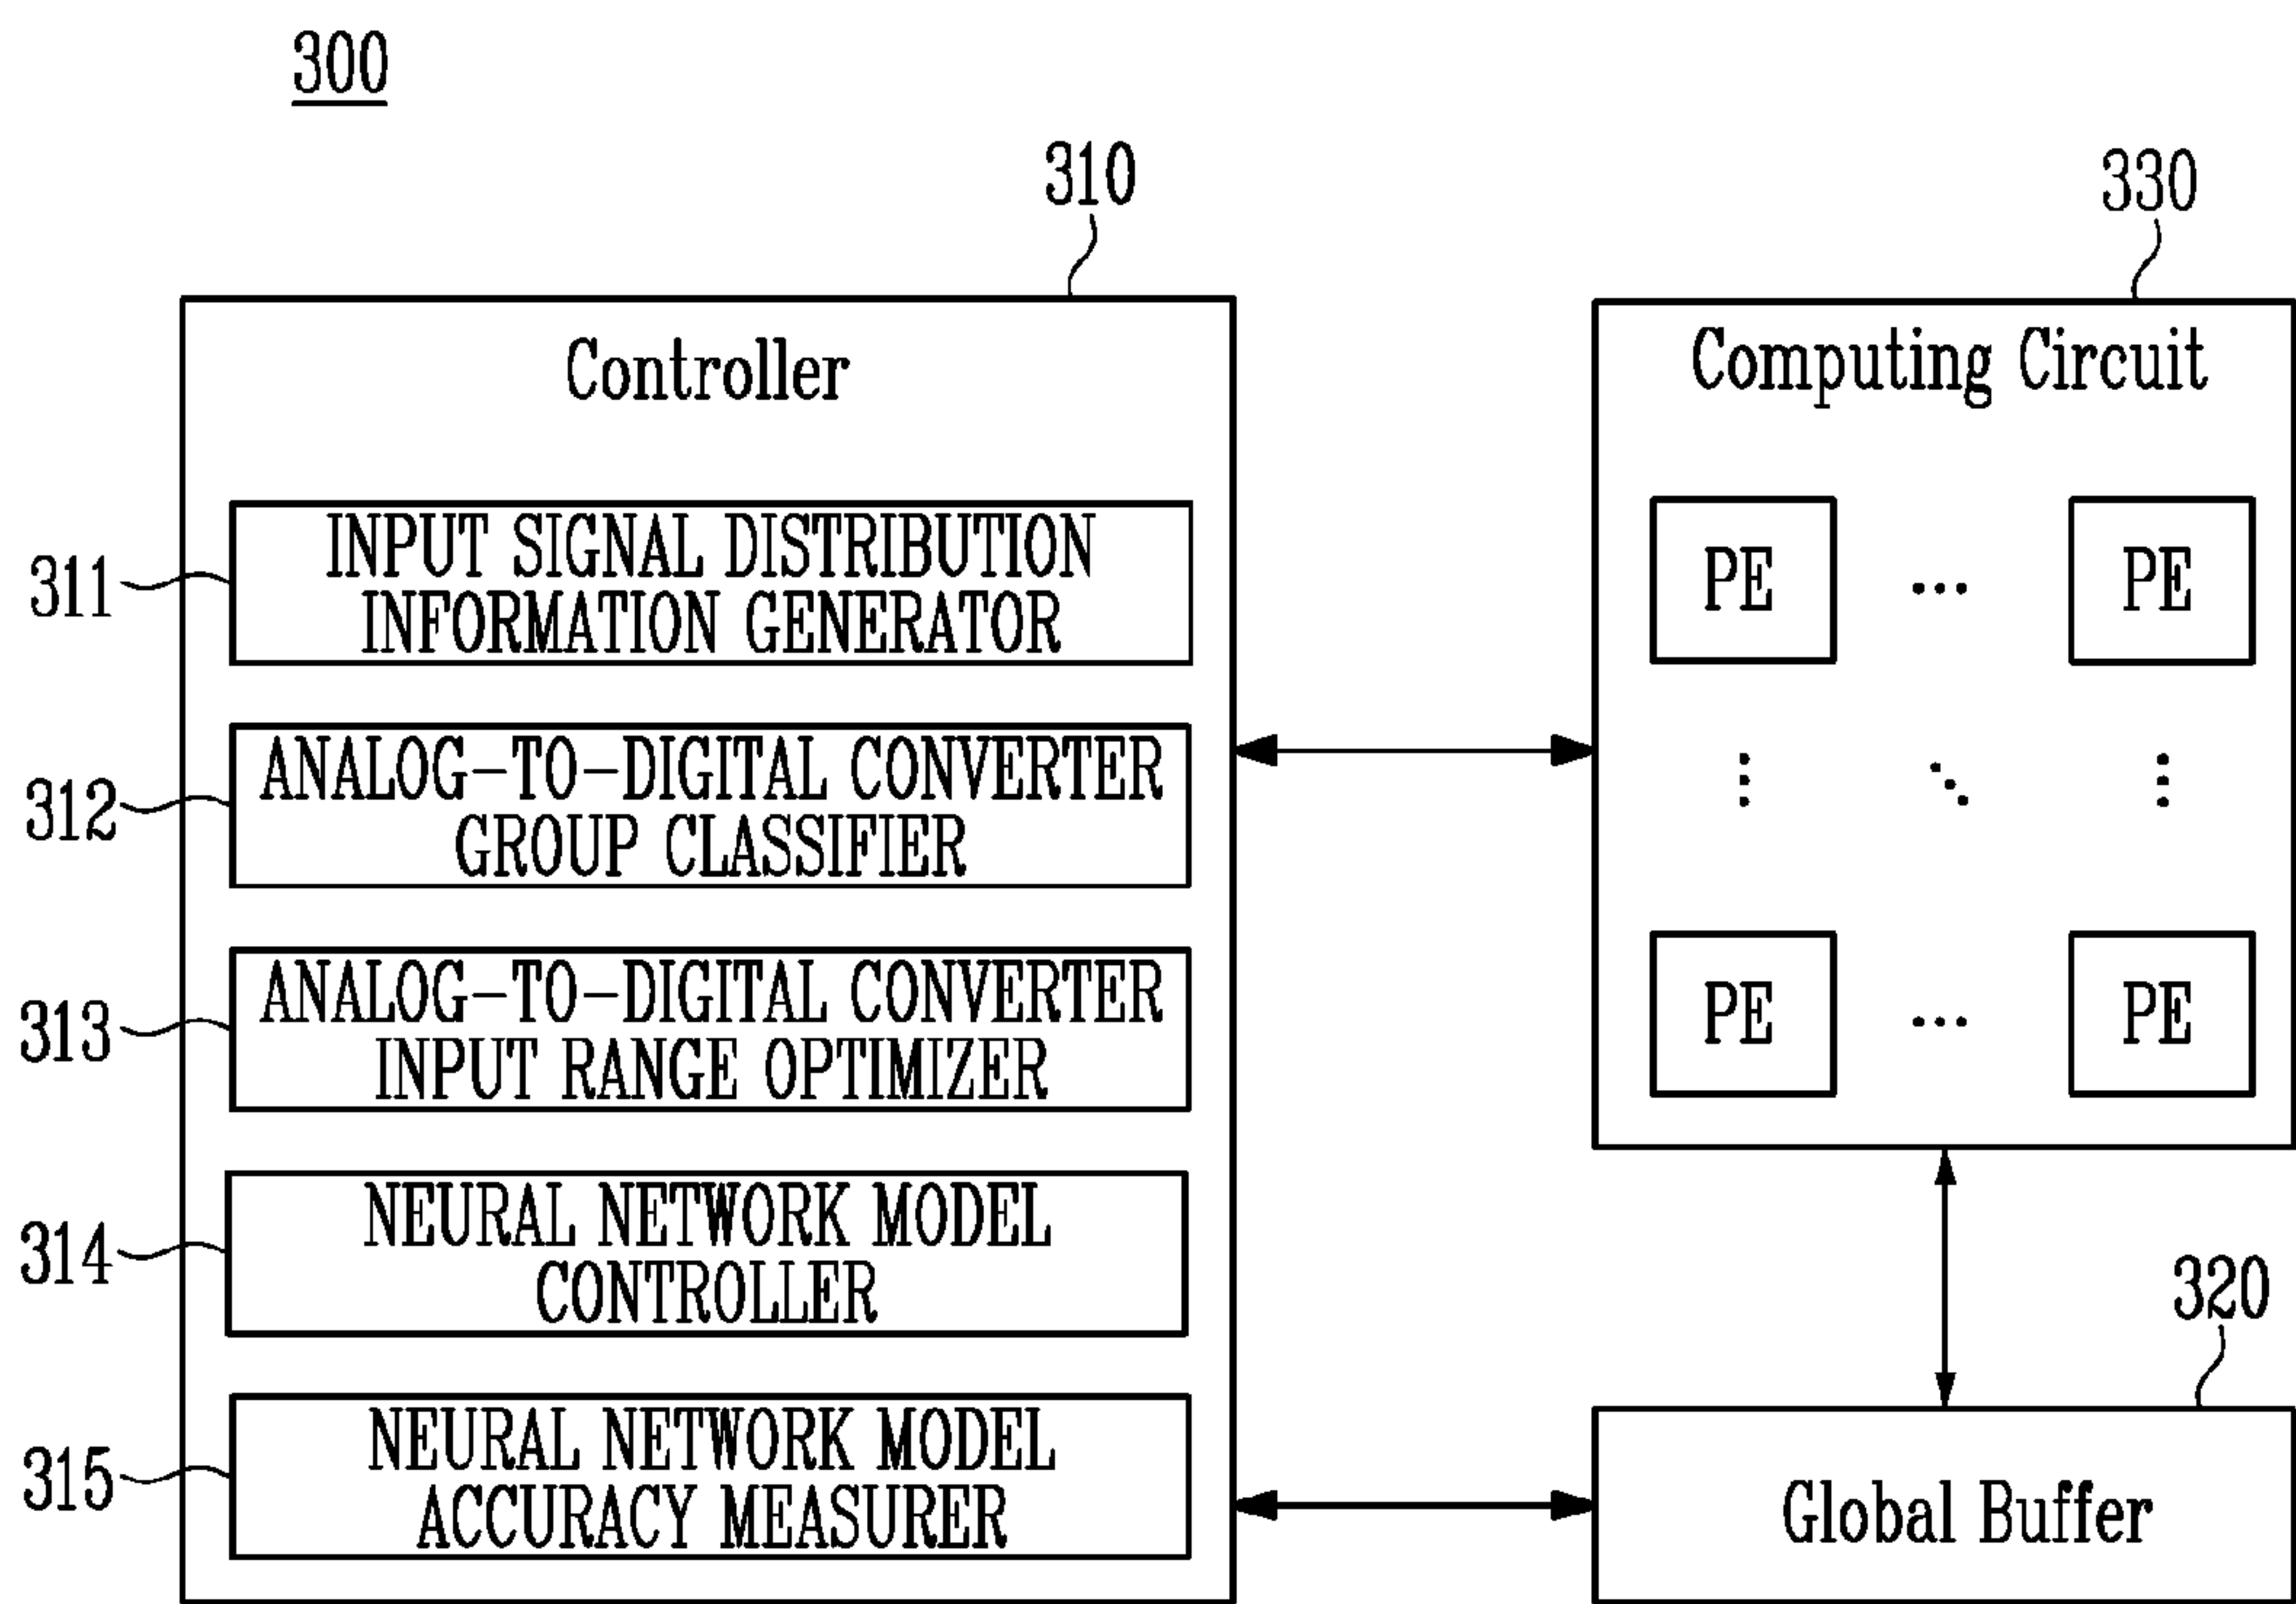 300
310
330
Controller
Computing Circuit
311
INPUT SIGNAL DISTRIBUTION
INFORMATION GENERATOR
PE ... PE
312
ANALOG-TO-DIGITAL CONVERTER
GROUP CLASSIFIER
313
ANALOG-TO-DIGITAL CONVERTER
INPUT RANGE OPTIMIZER
PE ... PE
314
NEURAL NETWORK MODEL
CONTROLLER
320
315
NEURAL NETWORK MODEL
ACCURACY MEASURER
Global Buffer